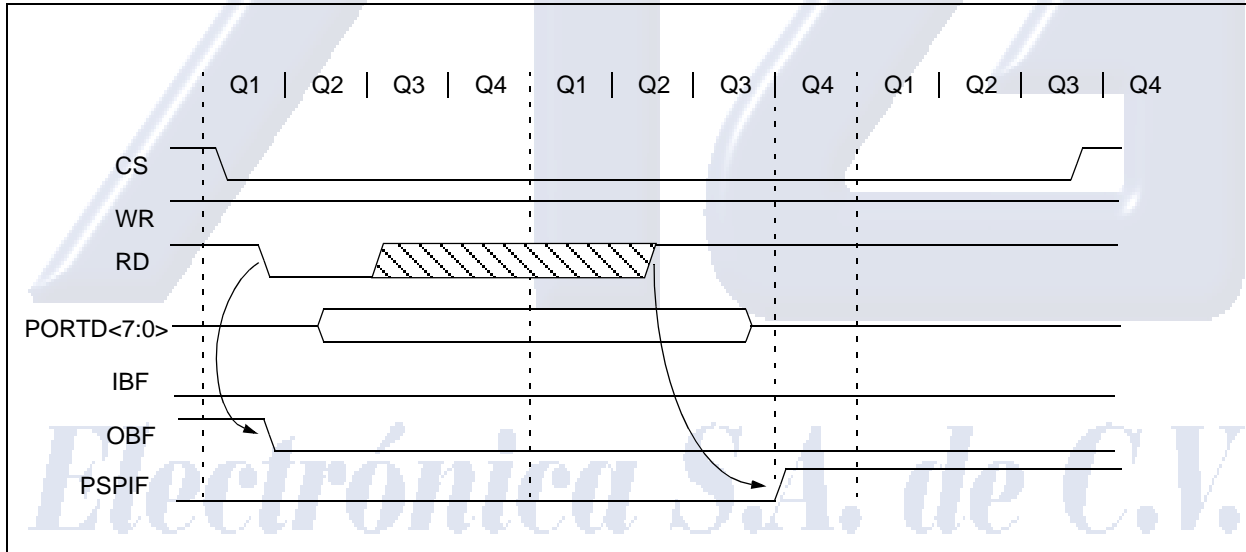 Q1 | Q2 | Q3 | Q4 | Q1 | Q2 | Q3 | Q4 | Q1 | Q2 | Q3 | Q4
CS
WR
RD
PORTD<7:0>
IBF
OBF
PSPIF
Electrónica S.A. de C.V.